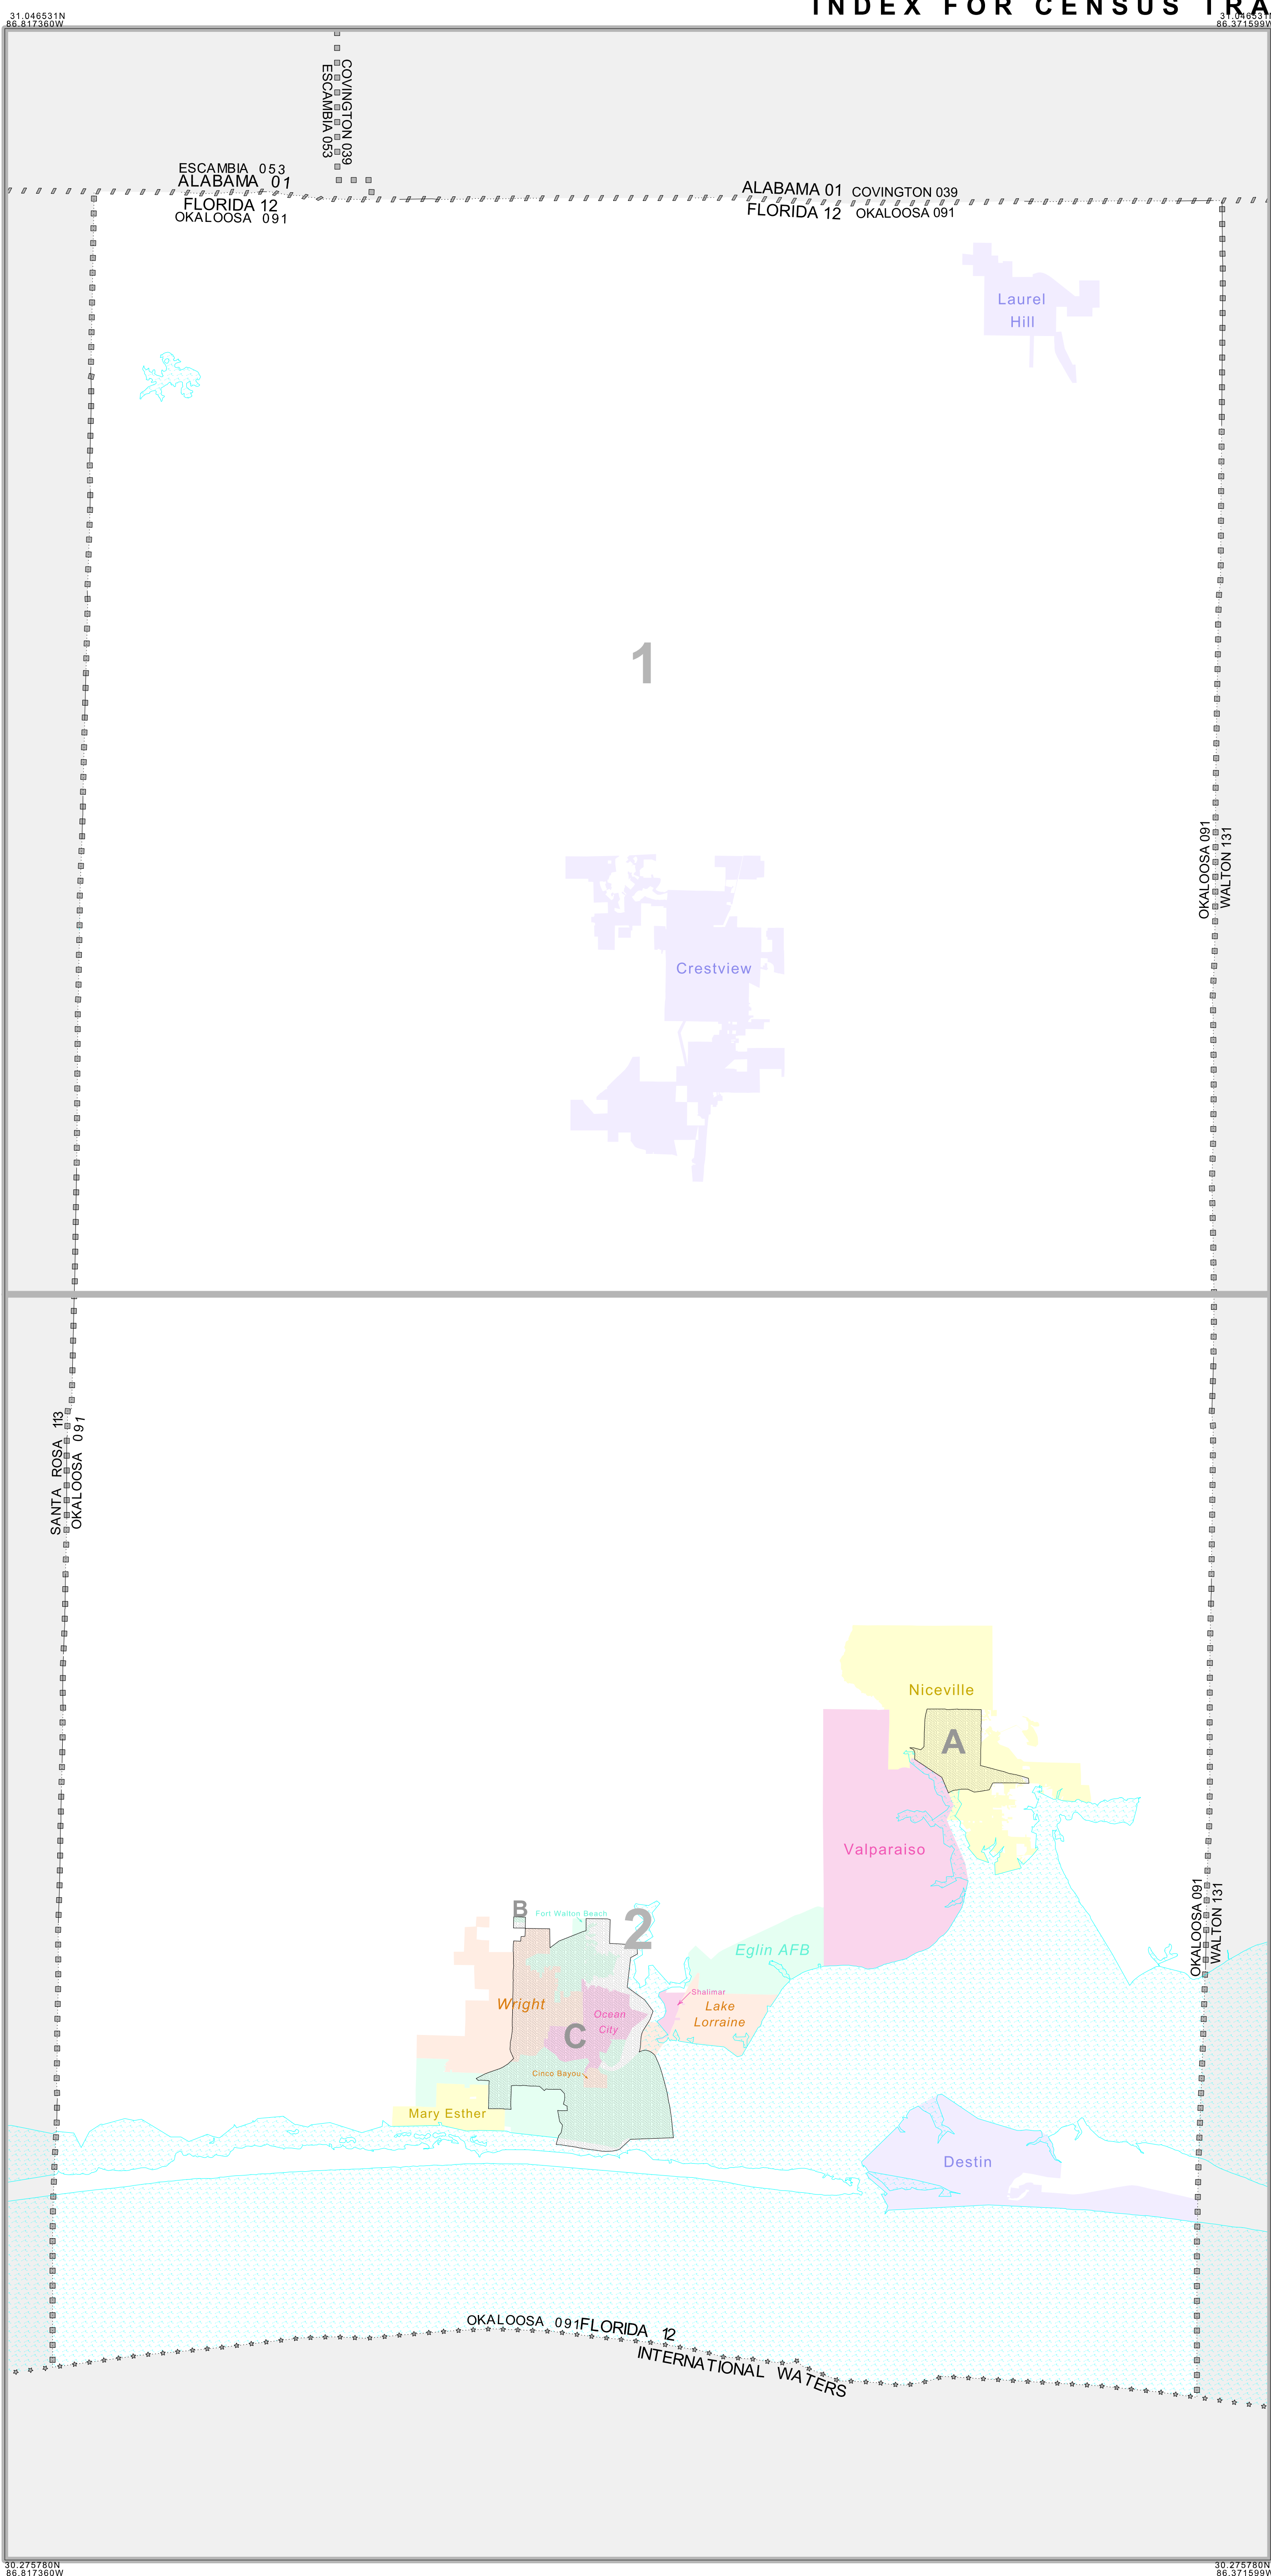 INDEX FOR CENSUS TRA
31.046531N
86.817360W
31.046531N
86.371599W
COVINGTON 039
ESCAMBIA 053
ESCAMBIA 053
ALABAMA 01
FLORIDA 12
OKALOOSA 091
ALABAMA 01 COVINGTON 039
FLORIDA 12 OKALOOSA 091
Laurel
Hill
1
OKALOOSA 091
WALTON 131
Crestview
SANTA ROSA 113
OKALOOSA 091
Niceville
A
Valparaiso
OKALOOSA 091
WALTON 131
B
Fort Walton Beach
2
Eglin AFB
Shalimar
Wright
Lake
Lorraine
Ocean
City
C
Cinco Bayou
Mary Esther
Destin
OKALOOSA 091
FLORIDA 12
INTERNATIONAL WATERS
30.275780N
86.817360W
30.275780N
86.371599W